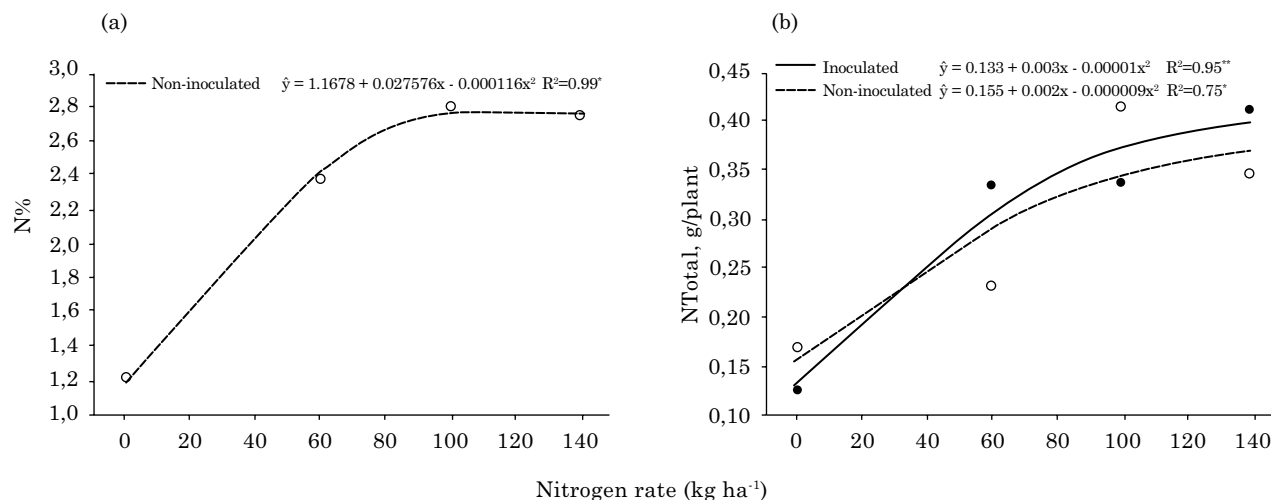 (a)
Non-inoculated ŷ = 1.1678 + 0.027576x - 0.000116x² R²=0.99*
3,0
2,8
2,6
2,4
2,2
2,0
1,8
1,6
1,4
1,2
1,0
N%
0 20 40 60 80 100 120 140
(b)
Inoculated ŷ = 0.133 + 0.003x - 0.00001x² R²=0.95**
Non-inoculated ŷ = 0.155 + 0.002x - 0.000009x² R²=0.75*
0,45
0,40
0,35
0,30
0,25
0,20
0,15
0,10
NTotal, g/plant
0 20 40 60 80 100 120 140
Nitrogen rate (kg ha⁻¹)